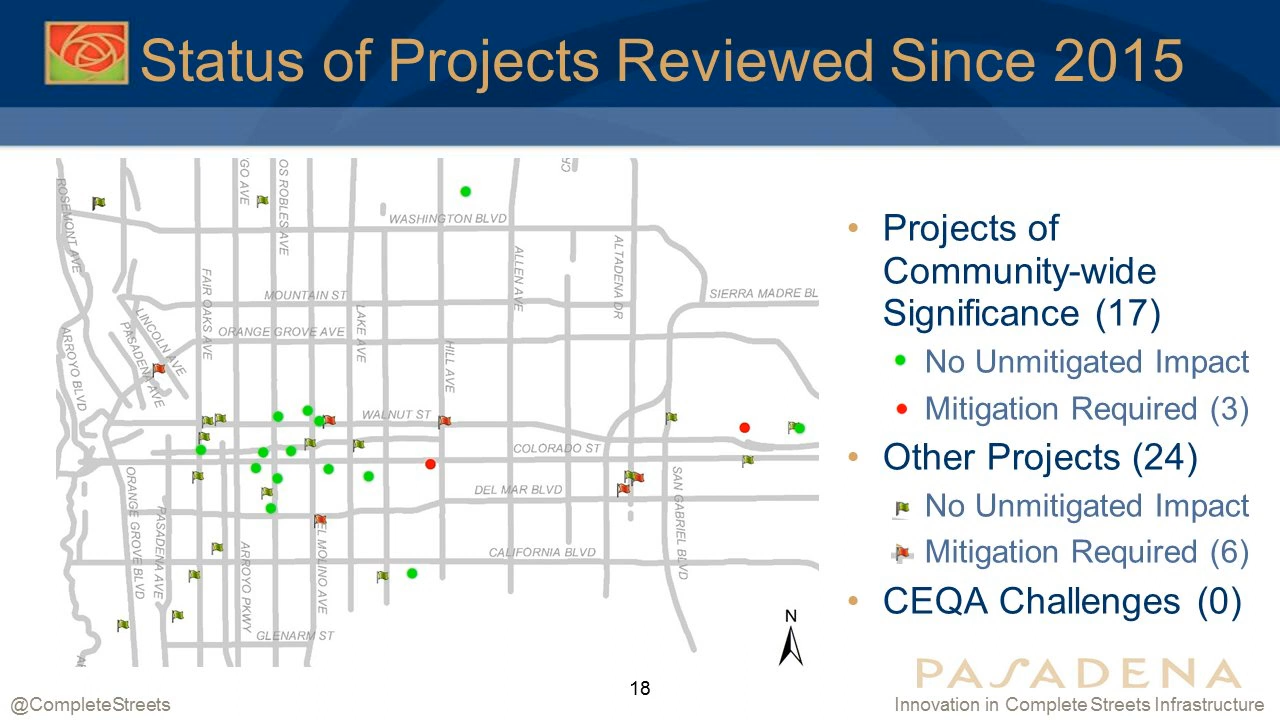 Status of Projects Reviewed Since 2015
ROSEMONT AVE
GO AVE
OS ROBLES AVE
WASHINGTON BLVD
ALLEN AVE
ALTADENA DR
FAIR OAKS AVE
MOUNTAIN ST
SIERRA MADRE BL
LINCOLN AVE
PASADENA AVE
ORANGE GROVE AVE
LAKE AVE
ARROYO BLVD
HILL AVE
WALNUT ST
COLORADO ST
ORANGE GROVE BLVD
DEL MAR BLVD
SAN GABRIEL BLVD
PASADENA AVE
ARROYO PKWY
EL MOLINO AVE
CALIFORNIA BLVD
GLENARM ST
N
• Projects of
Community-wide
Significance (17)
No Unmitigated Impact
Mitigation Required (3)
• Other Projects (24)
No Unmitigated Impact
Mitigation Required (6)
• CEQA Challenges (0)
PASADENA
18
@CompleteStreets
Innovation in Complete Streets Infrastructure